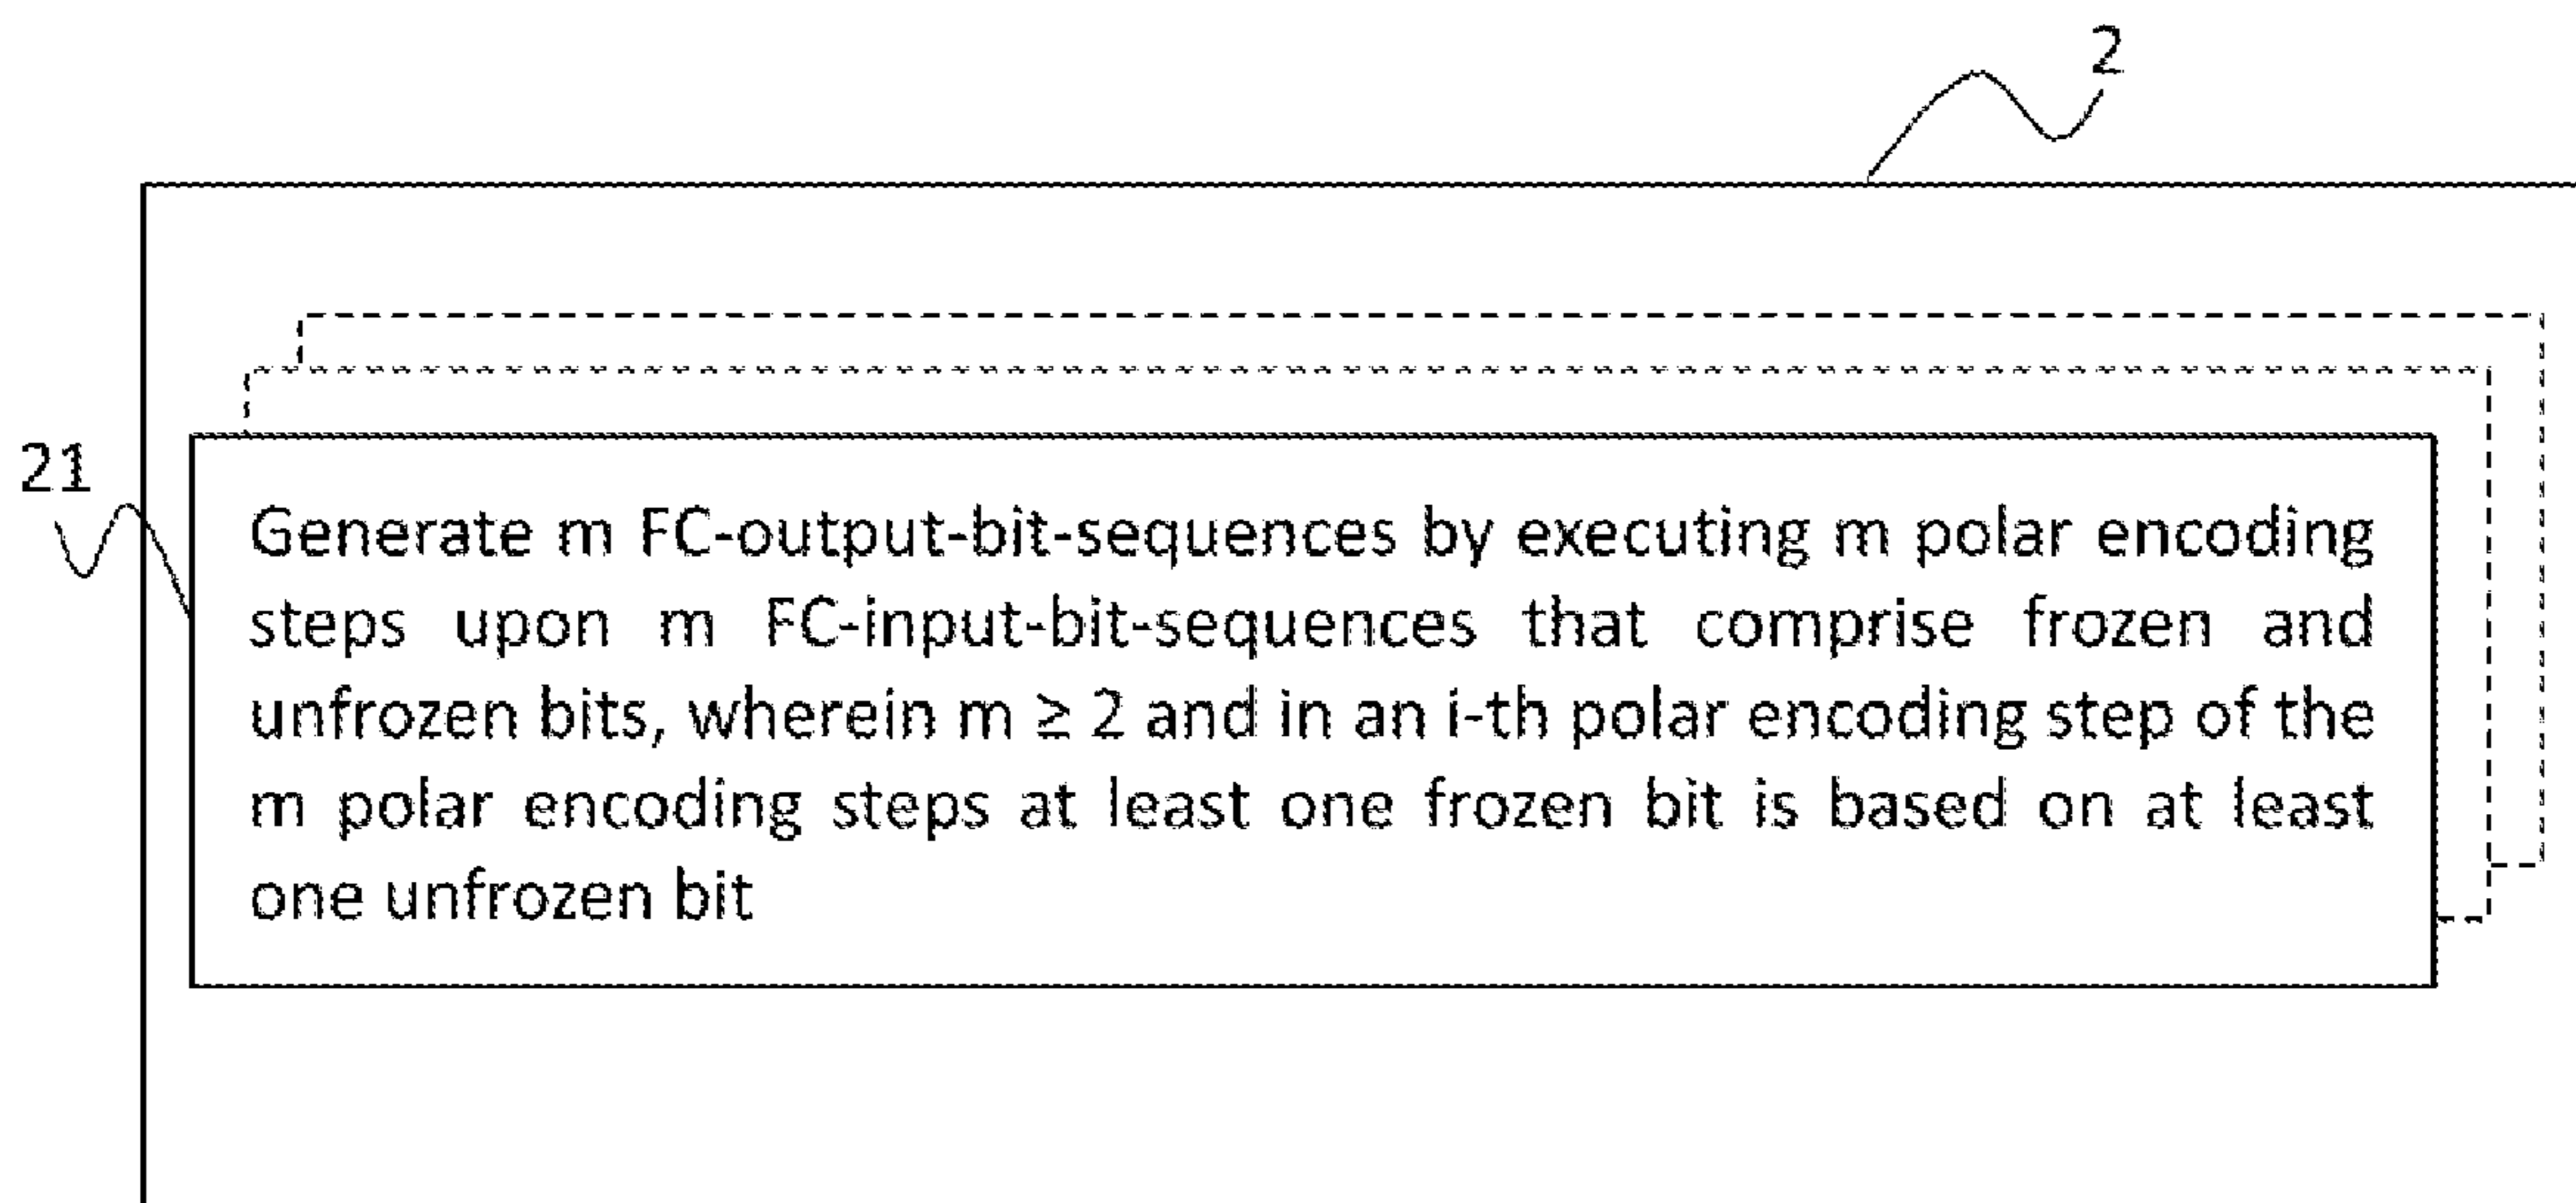 2
21
Generate m FC-output-bit-sequences by executing m polar encoding
steps upon m FC-input-bit-sequences that comprise frozen and
unfrozen bits, wherein m ≥ 2 and in an i-th polar encoding step of the
m polar encoding steps at least one frozen bit is based on at least
one unfrozen bit